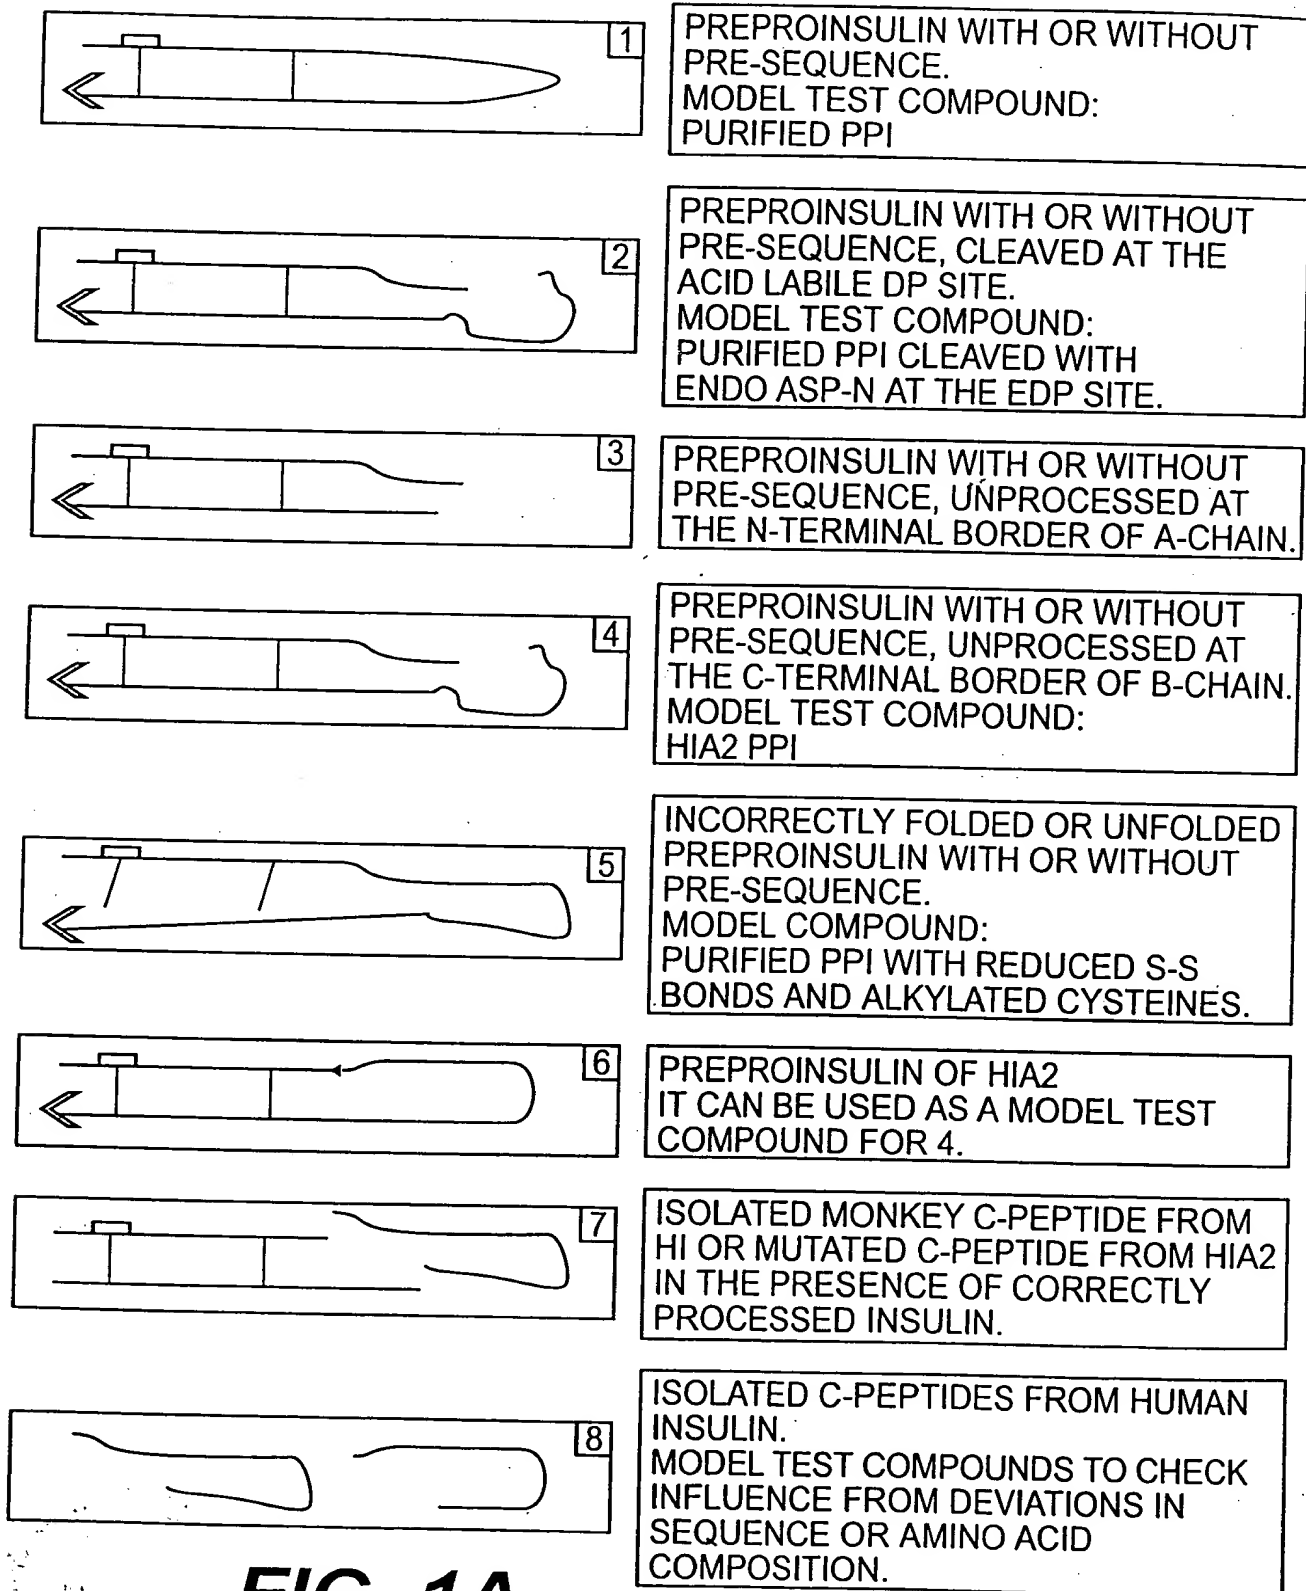 1
PREPROINSULIN WITH OR WITHOUT
PRE-SEQUENCE.
MODEL TEST COMPOUND:
PURIFIED PPI
2
PREPROINSULIN WITH OR WITHOUT
PRE-SEQUENCE, CLEAVED AT THE
ACID LABILE DP SITE.
MODEL TEST COMPOUND:
PURIFIED PPI CLEAVED WITH
ENDO ASP-N AT THE EDP SITE.
3
PREPROINSULIN WITH OR WITHOUT
PRE-SEQUENCE, UNPROCESSED AT
THE N-TERMINAL BORDER OF A-CHAIN.
4
PREPROINSULIN WITH OR WITHOUT
PRE-SEQUENCE, UNPROCESSED AT
THE C-TERMINAL BORDER OF B-CHAIN.
MODEL TEST COMPOUND:
HIA2 PPI
5
INCORRECTLY FOLDED OR UNFOLDED
PREPROINSULIN WITH OR WITHOUT
PRE-SEQUENCE.
MODEL COMPOUND:
PURIFIED PPI WITH REDUCED S-S
BONDS AND ALKYLATED CYSTEINES.
6
PREPROINSULIN OF HIA2
IT CAN BE USED AS A MODEL TEST
COMPOUND FOR 4.
7
ISOLATED MONKEY C-PEPTIDE FROM
HI OR MUTATED C-PEPTIDE FROM HIA2
IN THE PRESENCE OF CORRECTLY
PROCESSED INSULIN.
8
ISOLATED C-PEPTIDES FROM HUMAN
INSULIN.
MODEL TEST COMPOUNDS TO CHECK
INFLUENCE FROM DEVIATIONS IN
SEQUENCE OR AMINO ACID
COMPOSITION.
FIG. 1A